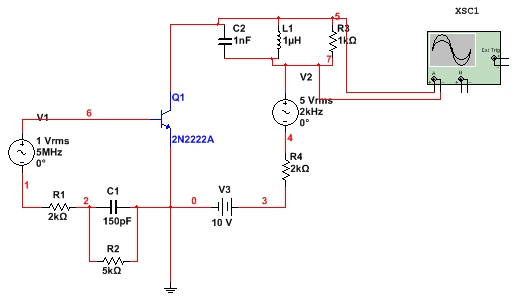 XSC1
C2
1nF
L1
1µH
5
R3
1kΩ
7
Ext Trig
A
B
V2
5 Vrms
2kHz
0°
Q1
2N2222A
6
V1
1 Vrms
5MHz
0°
4
R4
2kΩ
1
R1
2kΩ
2
C1
150pF
0
V3
10 V
3
R2
5kΩ